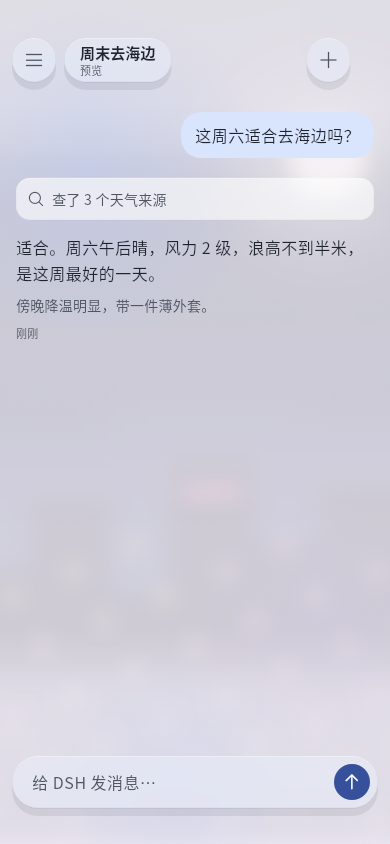 周末去海边
预览
这周六适合去海边吗？
查了 3 个天气来源
适合。周六午后晴，风力 2 级，浪高不到半米，
是这周最好的一天。
傍晚降温明显，带一件薄外套。
刚刚
给 DSH 发消息…